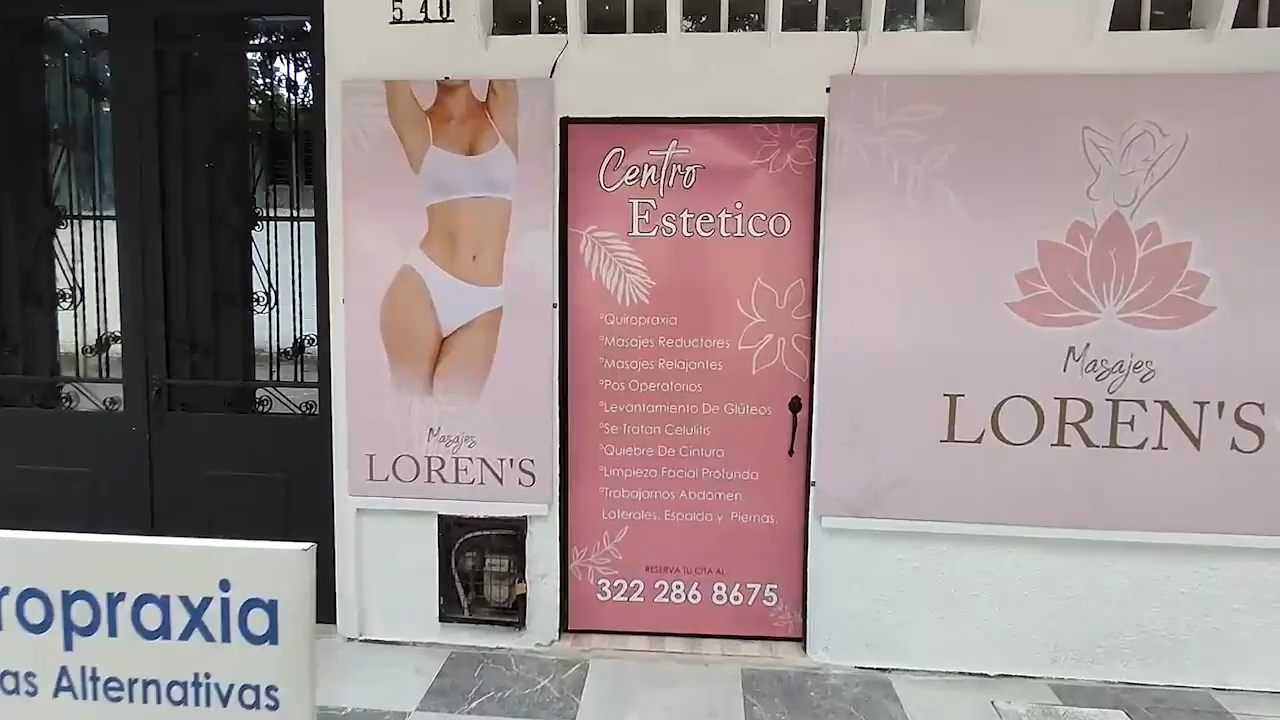 5-40
Masajes
LOREN'S
Centro
Estetico
°Quiropraxia
°Masajes Reductores
°Masajes Relajantes
°Pos Operatorios
°Levantamiento De Glúteos
°Se Tratan Celulitis
°Quiebre De Cintura
°Limpieza Facial Profunda
°Trabajamos Abdomen,
Laterales, Espalda y Piernas.
RESERVA TU CITA AL
322 286 8675
Masajes
LOREN'S
ropraxia
as Alternativas